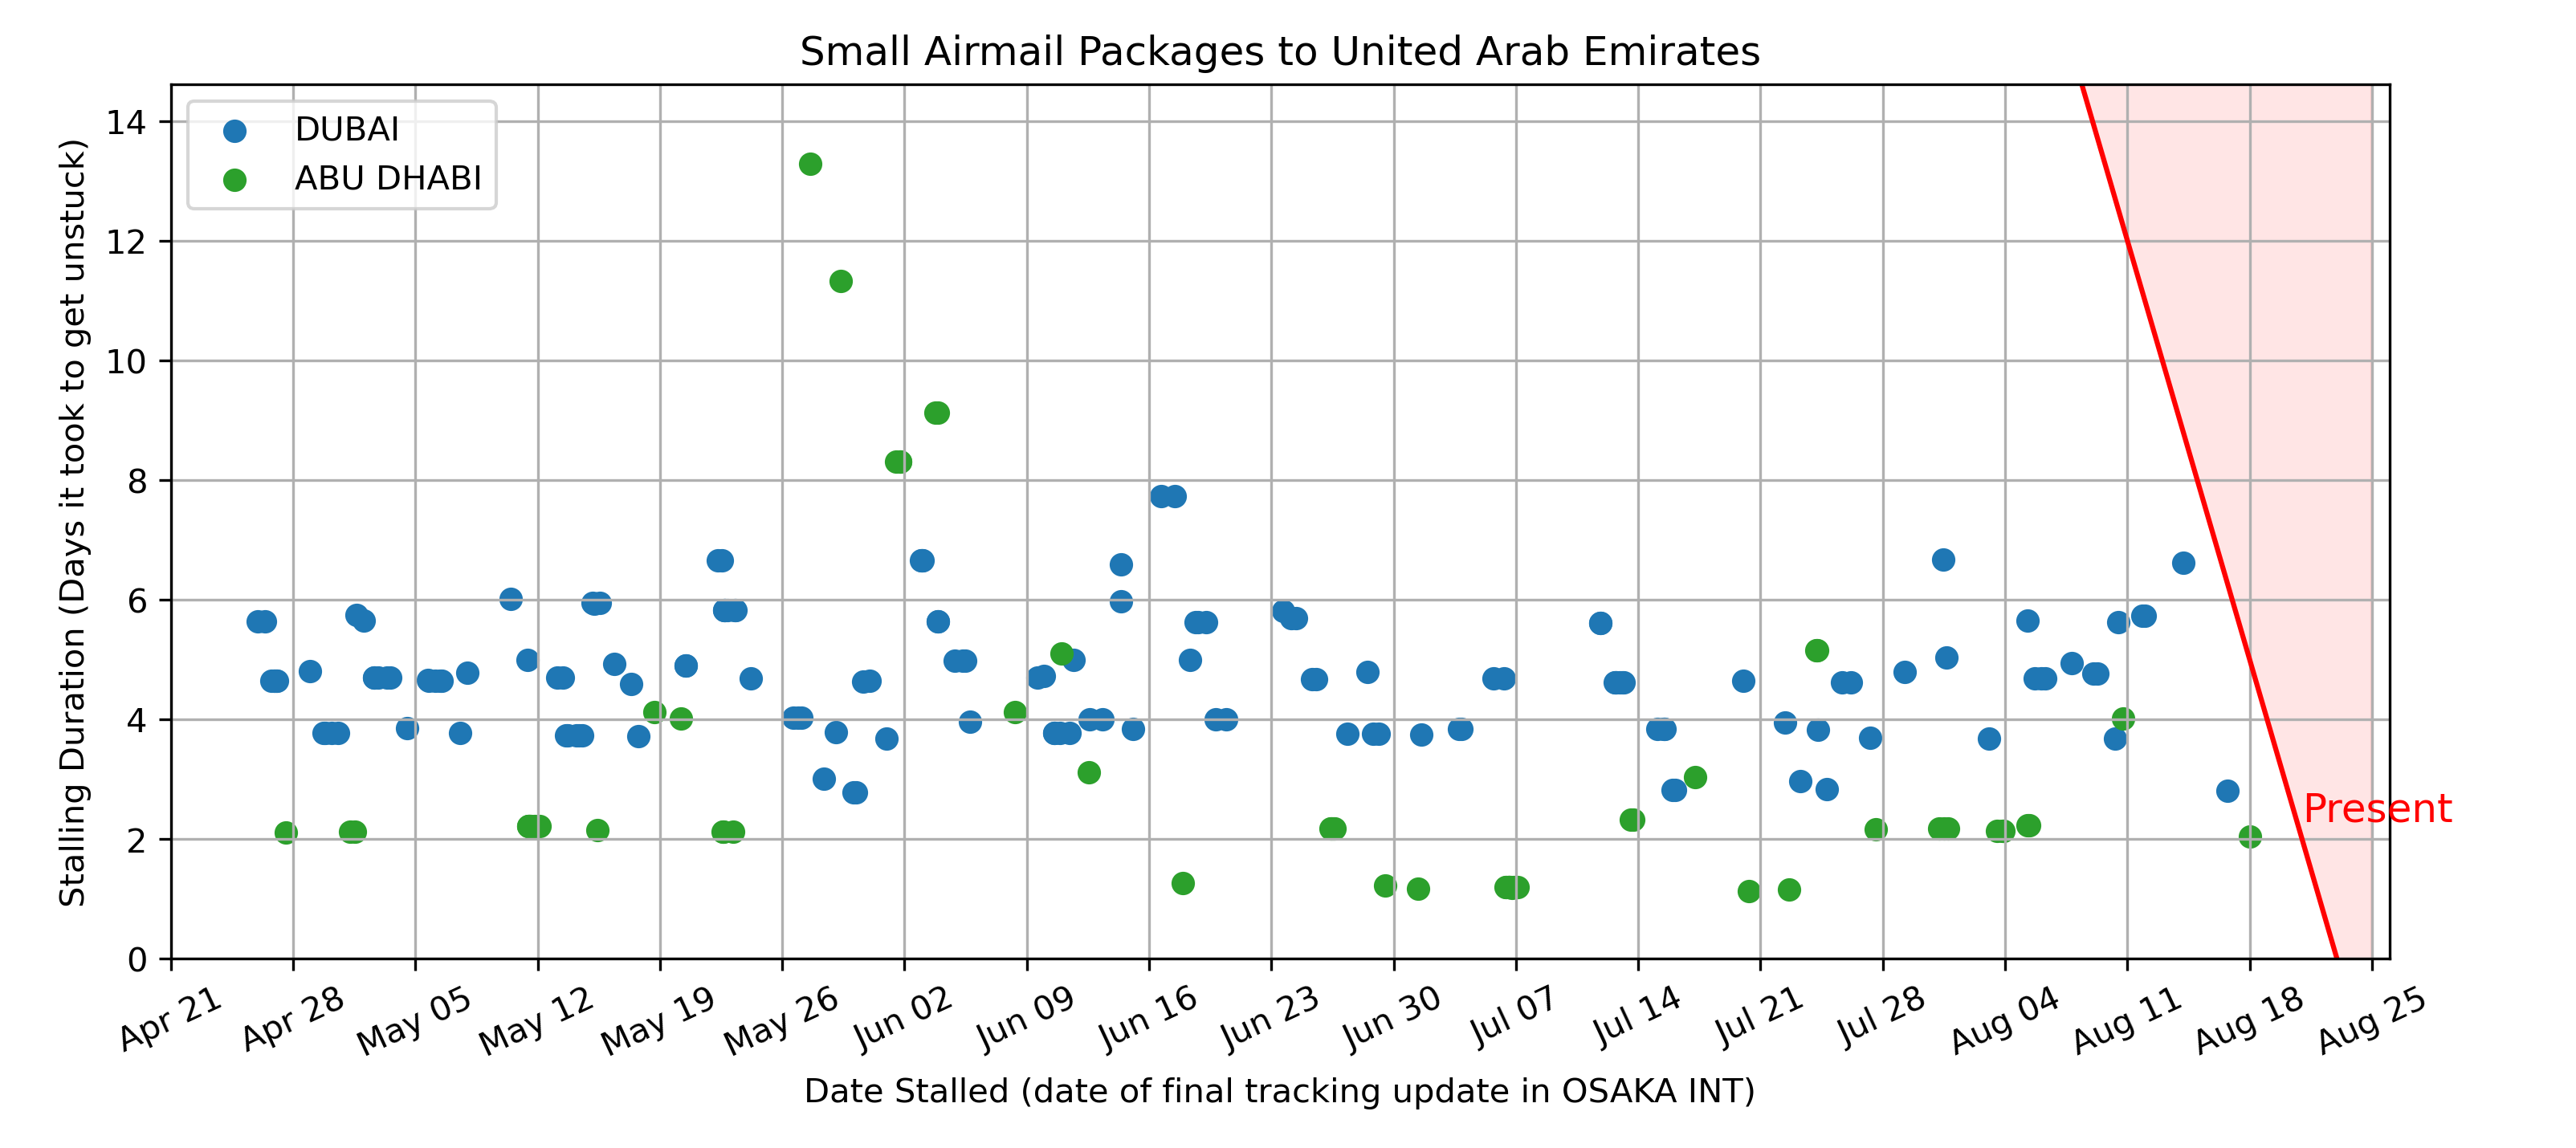 Small Airmail Packages to United Arab Emirates
DUBAI
ABU DHABI
Stalling Duration (Days it took to get unstuck)
14
12
10
8
6
4
2
0
Present
Apr 21
Apr 28
May 05
May 12
May 19
May 26
Jun 02
Jun 09
Jun 16
Jun 23
Jun 30
Jul 07
Jul 14
Jul 21
Jul 28
Aug 04
Aug 11
Aug 18
Aug 25
Date Stalled (date of final tracking update in OSAKA INT)